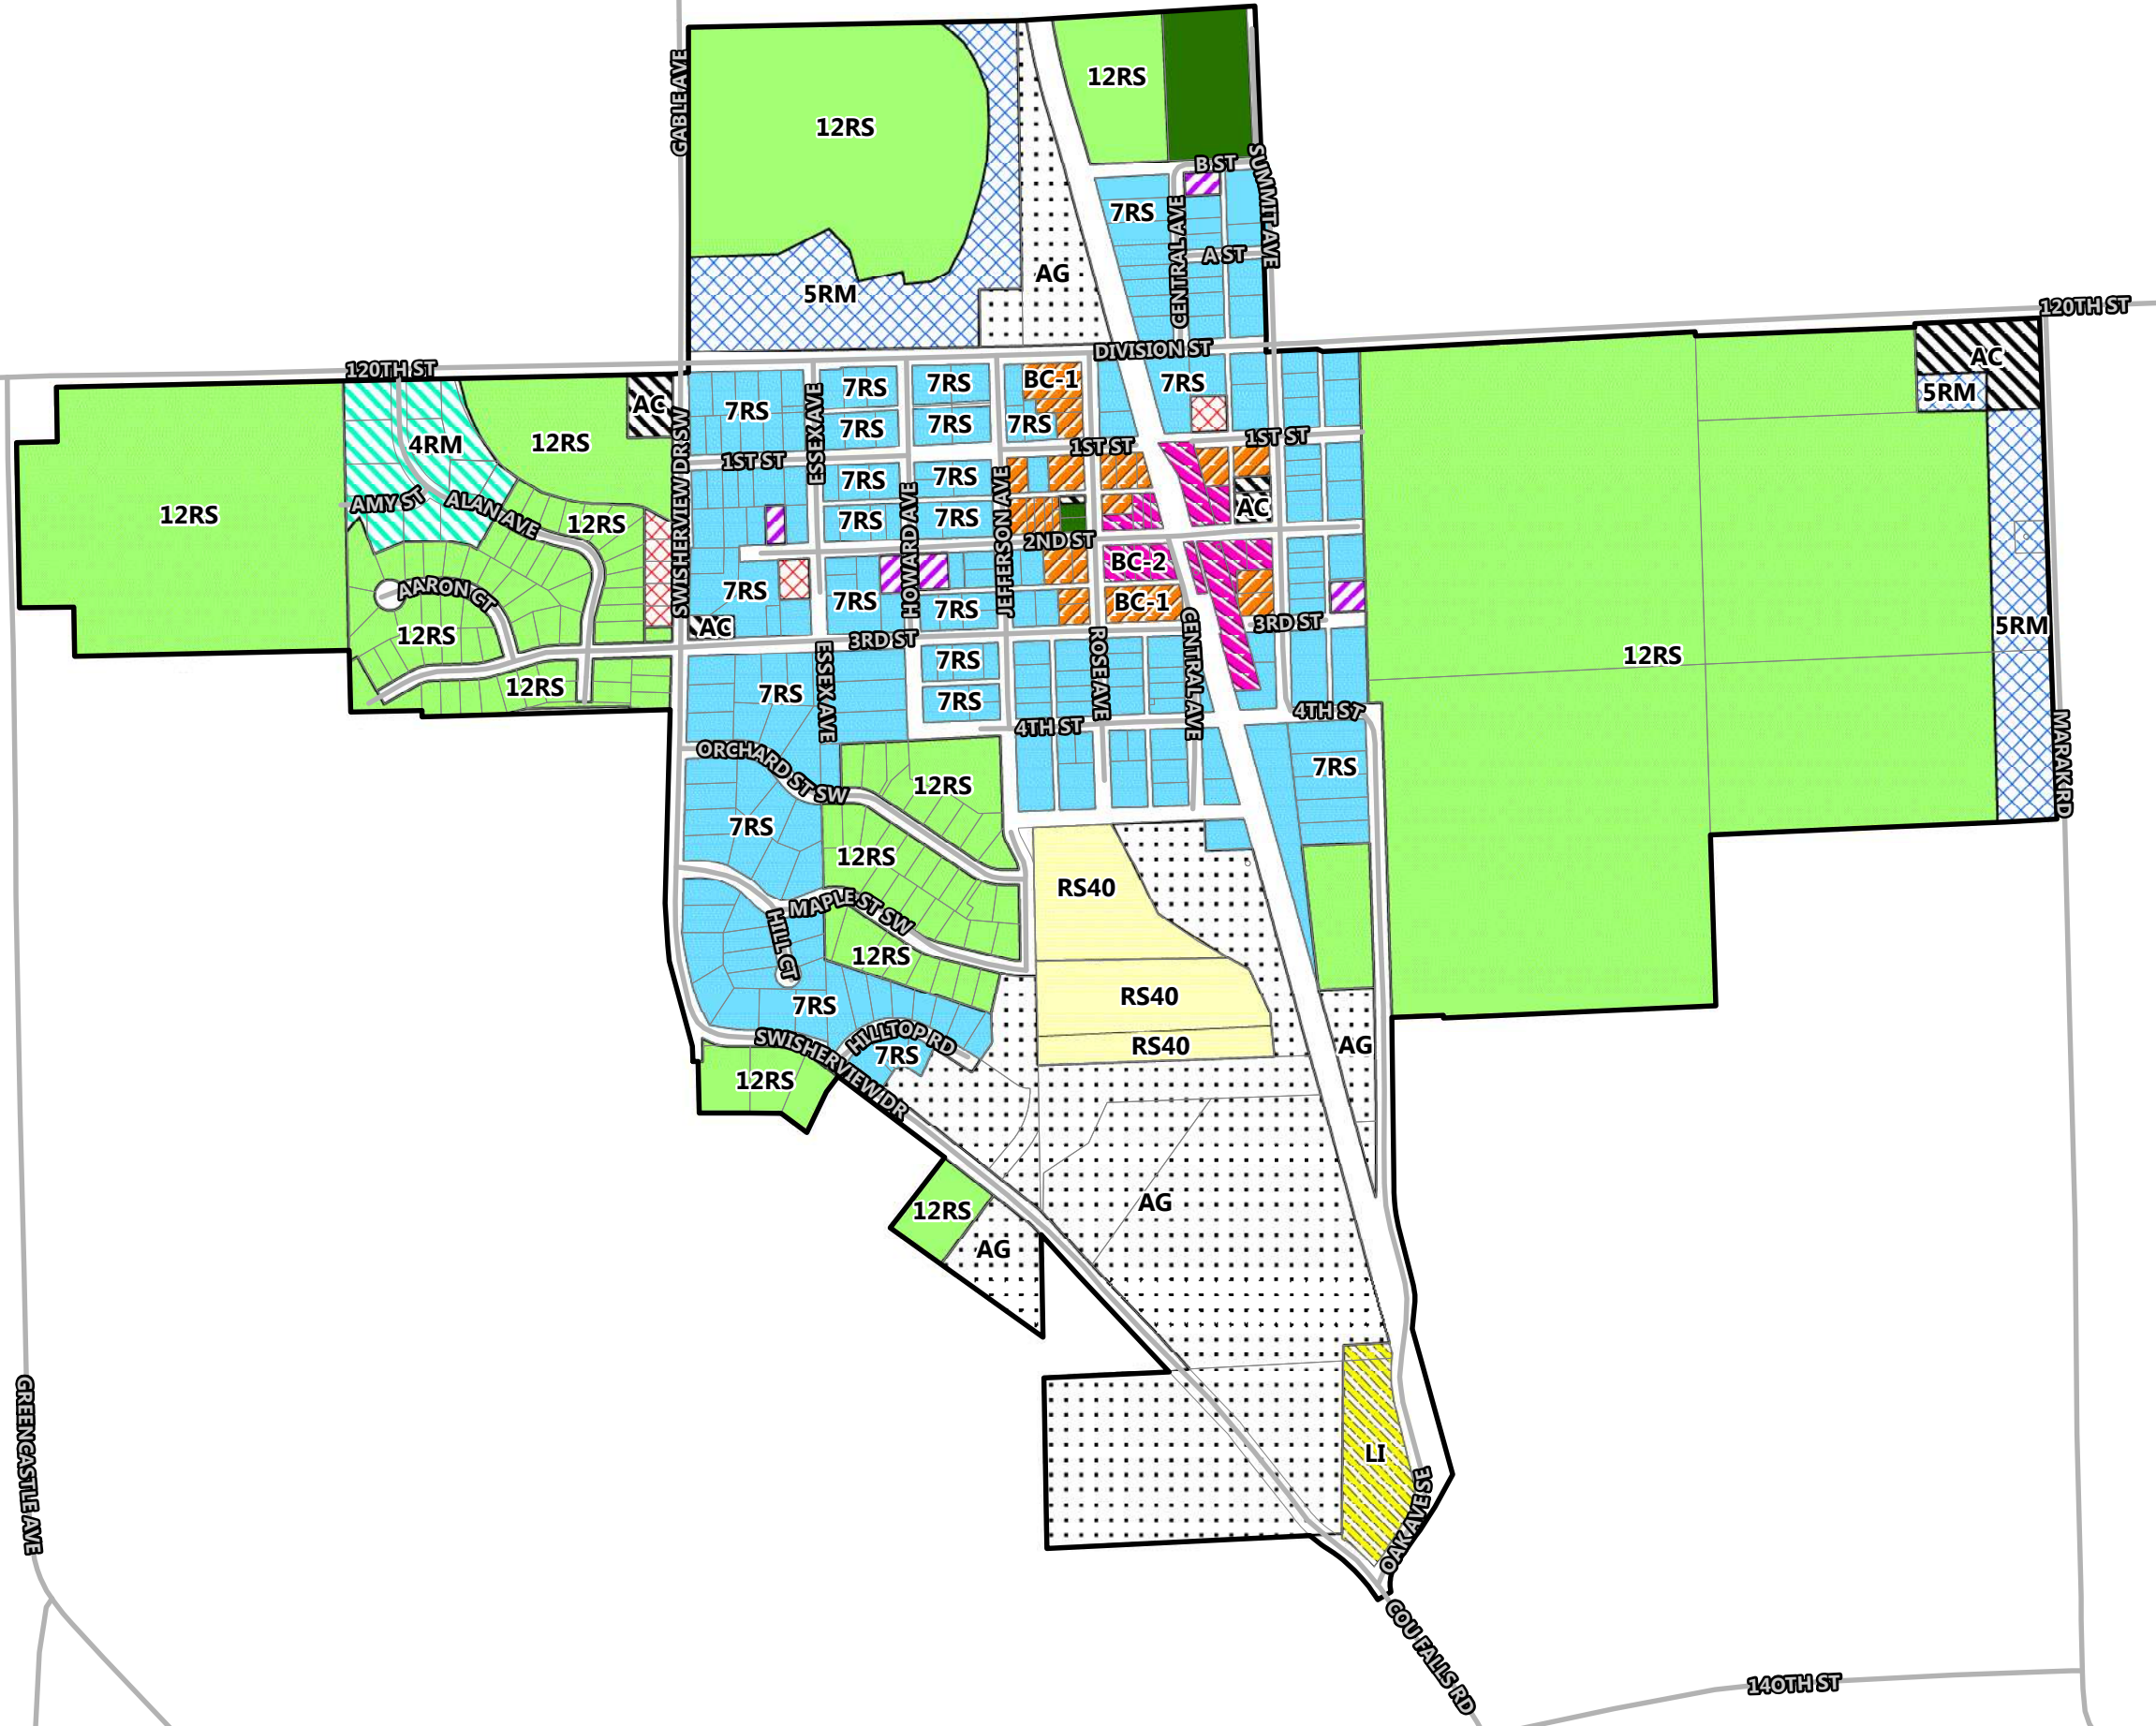 12RS
GABLE AVE
12RS
B ST
SUMMIT AVE
7RS
CENTRAL AVE
A ST
AG
5RM
120TH ST
DIVISION ST
120TH ST
AC
BC-1
7RS
7RS
7RS
AC
5RM
AC
7RS
ESSEX AVE
7RS
7RS
7RS
4RM
12RS
SWISHERVIEW DR SW
1ST ST
1ST ST
1ST ST
7RS
7RS
AMY ST
ALAN AVE
12RS
12RS
HOWARD AVE
JEFFERSON AVE
AC
7RS
7RS
2ND ST
BC-2
AARON CT
7RS
7RS
7RS
BC-1
12RS
AC
3RD ST
3RD ST
5RM
12RS
7RS
ROSE AVE
CENTRAL AVE
12RS
7RS
ESSEX AVE
7RS
4TH ST
4TH ST
MARAK RD
ORCHARD ST SW
12RS
7RS
7RS
12RS
RS40
MAPLE ST SW
HILL CT
12RS
RS40
7RS
SWISHERVIEW DR
HILLTOP RD
7RS
RS40
AG
12RS
AG
12RS
AG
GREENCASTLE AVE
LI
OAK AVE SE
COU FALLS RD
140TH ST
12RS